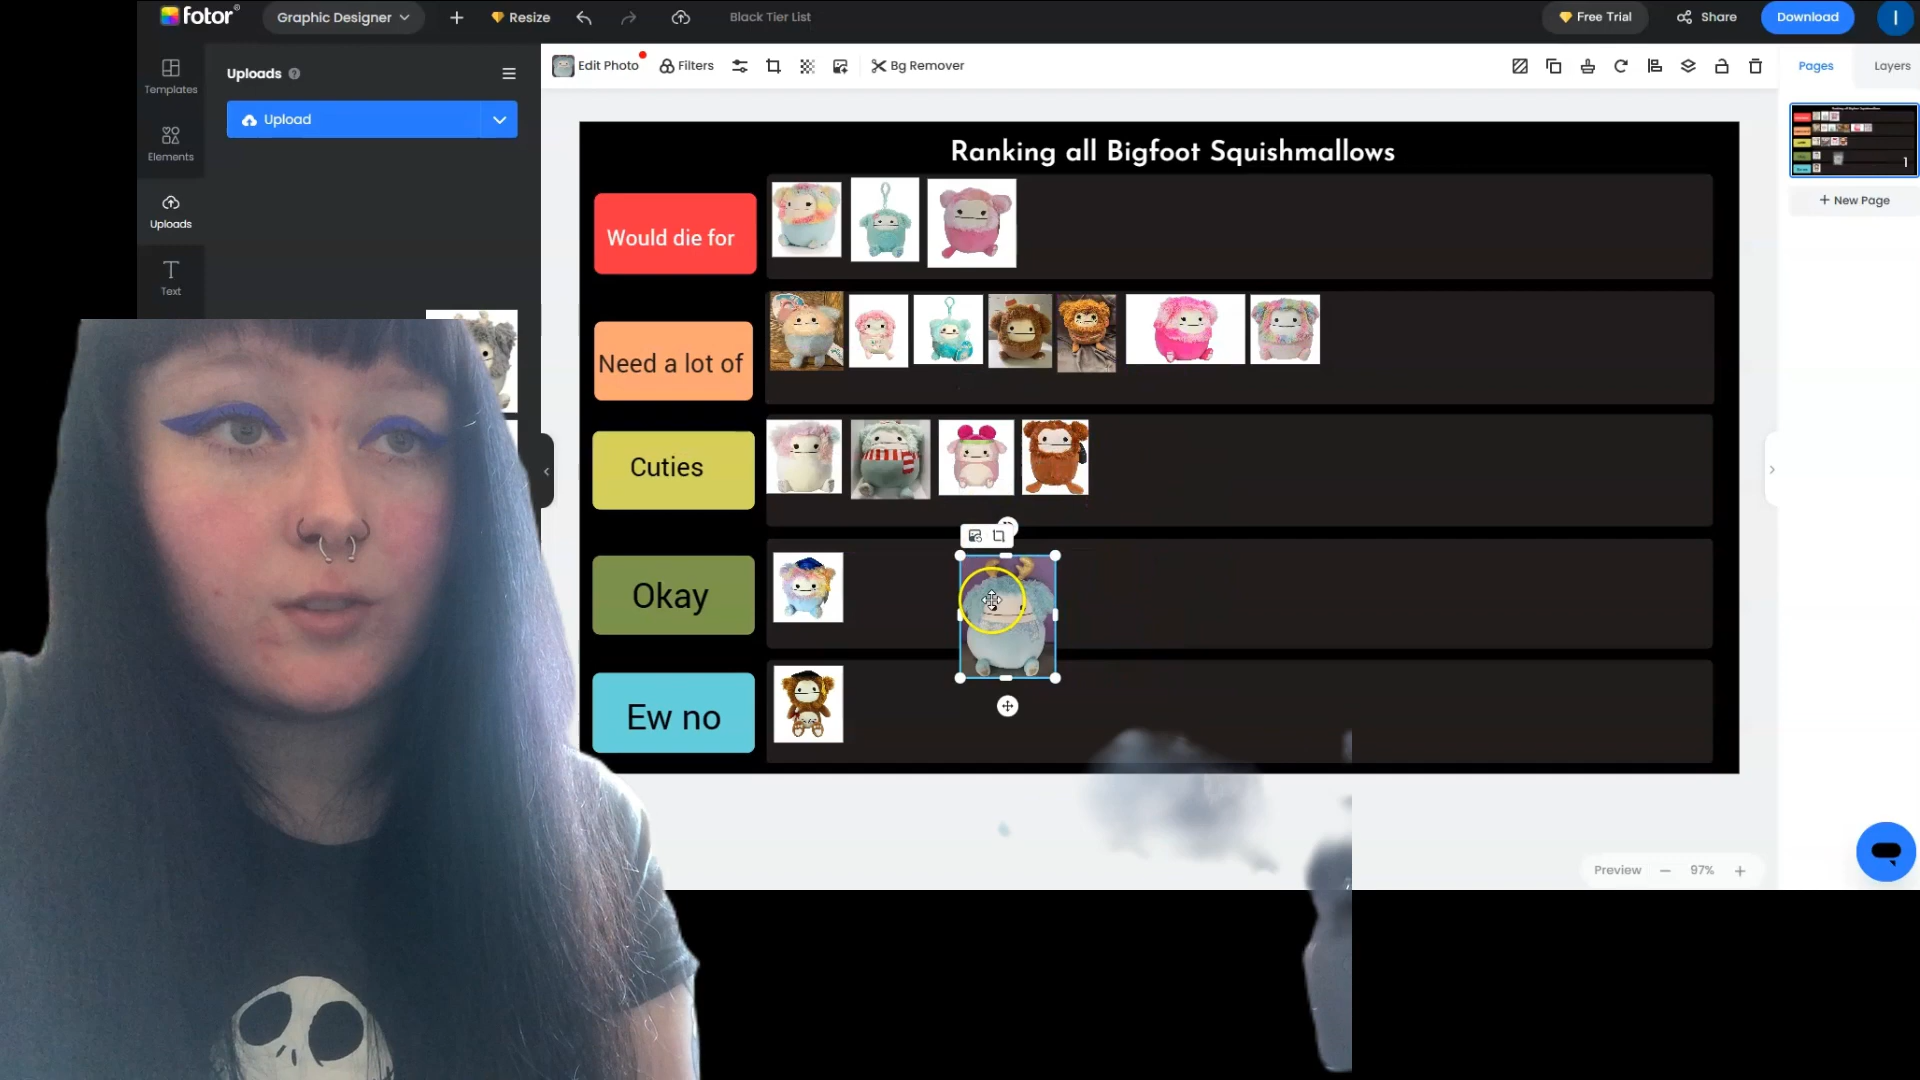 fotor
Graphic Designer
Resize
Black Tier List
Free Trial
Share
Download
I
Templates
Elements
Uploads
Text
Uploads
Upload
Edit Photo
Filters
Bg Remover
Pages
Layers
Ranking all Bigfoot Squishmallows
Would die for
Need a lot of
Cuties
Okay
Ew no
1
New Page
Preview
97%